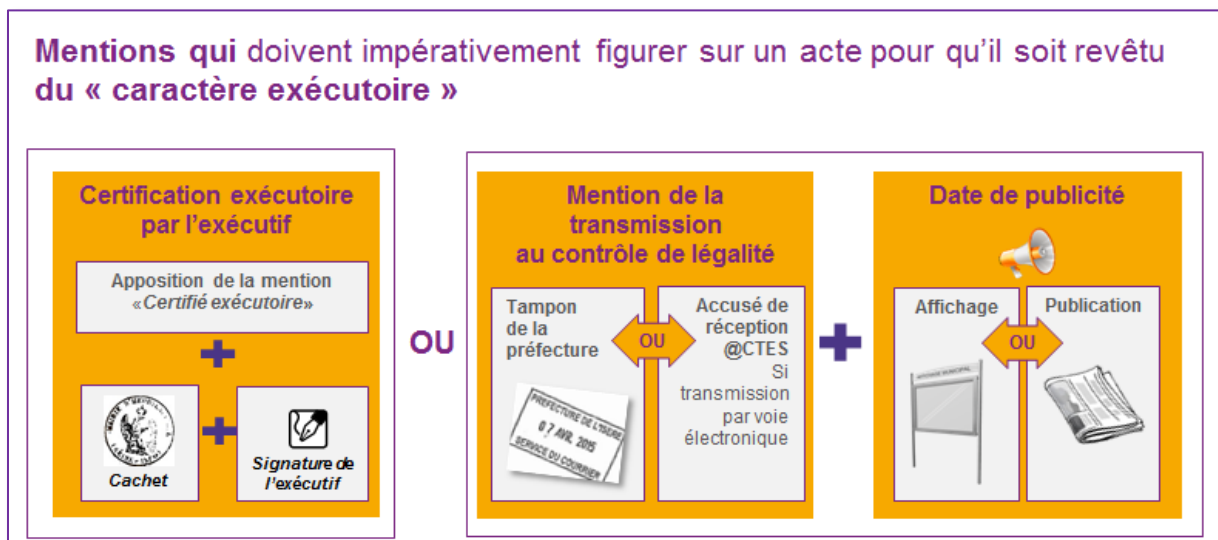 Mentions qui doivent impérativement figurer sur un acte pour qu'il soit revêtu
du « caractère exécutoire »
Certification exécutoire
par l'exécutif
Apposition de la mention
«Certifié exécutoire»
Cachet
Signature de
l'exécutif
OU
Mention de la
transmission
au contrôle de légalité
Tampon
de la
préfecture
PREFECTURE DE L'ISERE
07 AVR. 2015
SERVICE DU COURRIER
OU
Accusé de
réception
@CTES
Si
transmission
par voie
électronique
Date de publicité
Affichage
OU
Publication